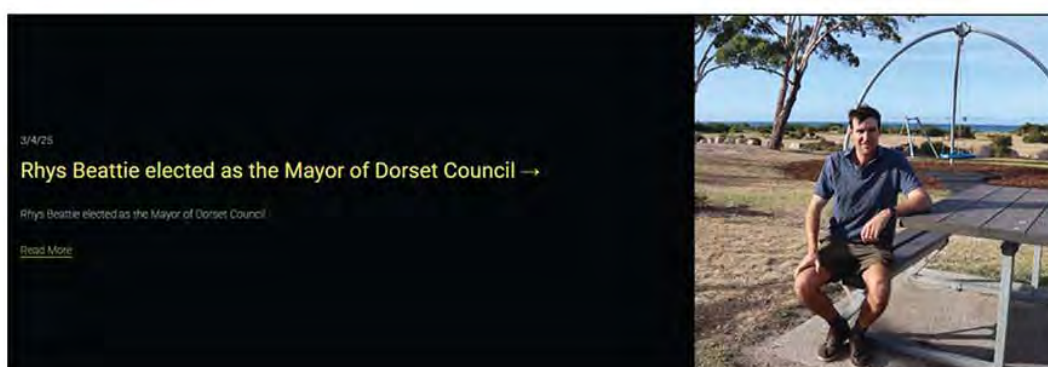 3/4/25
Rhys Beattie elected as the Mayor of Dorset Council →
Rhys Beattie elected as the Mayor of Dorset Council
Read More